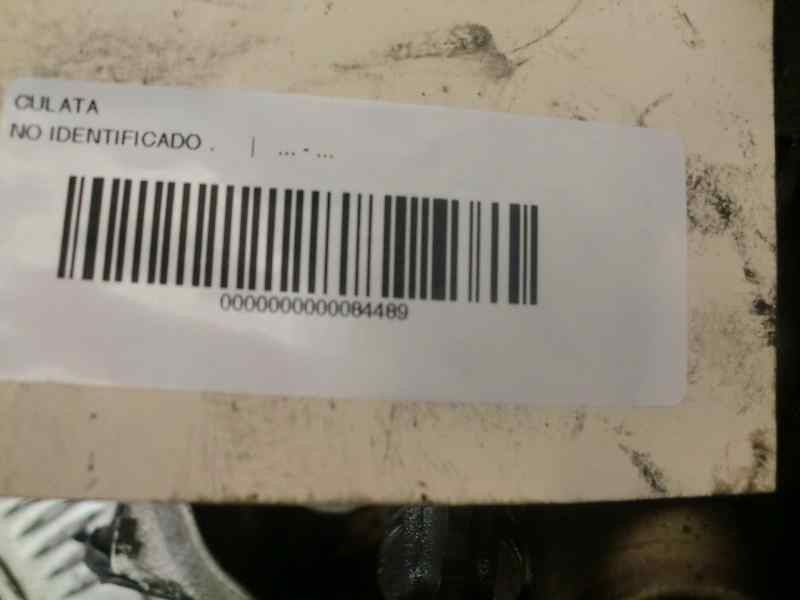 CULATA
NO IDENTIFICADO . | ... - ...
0000000000084489